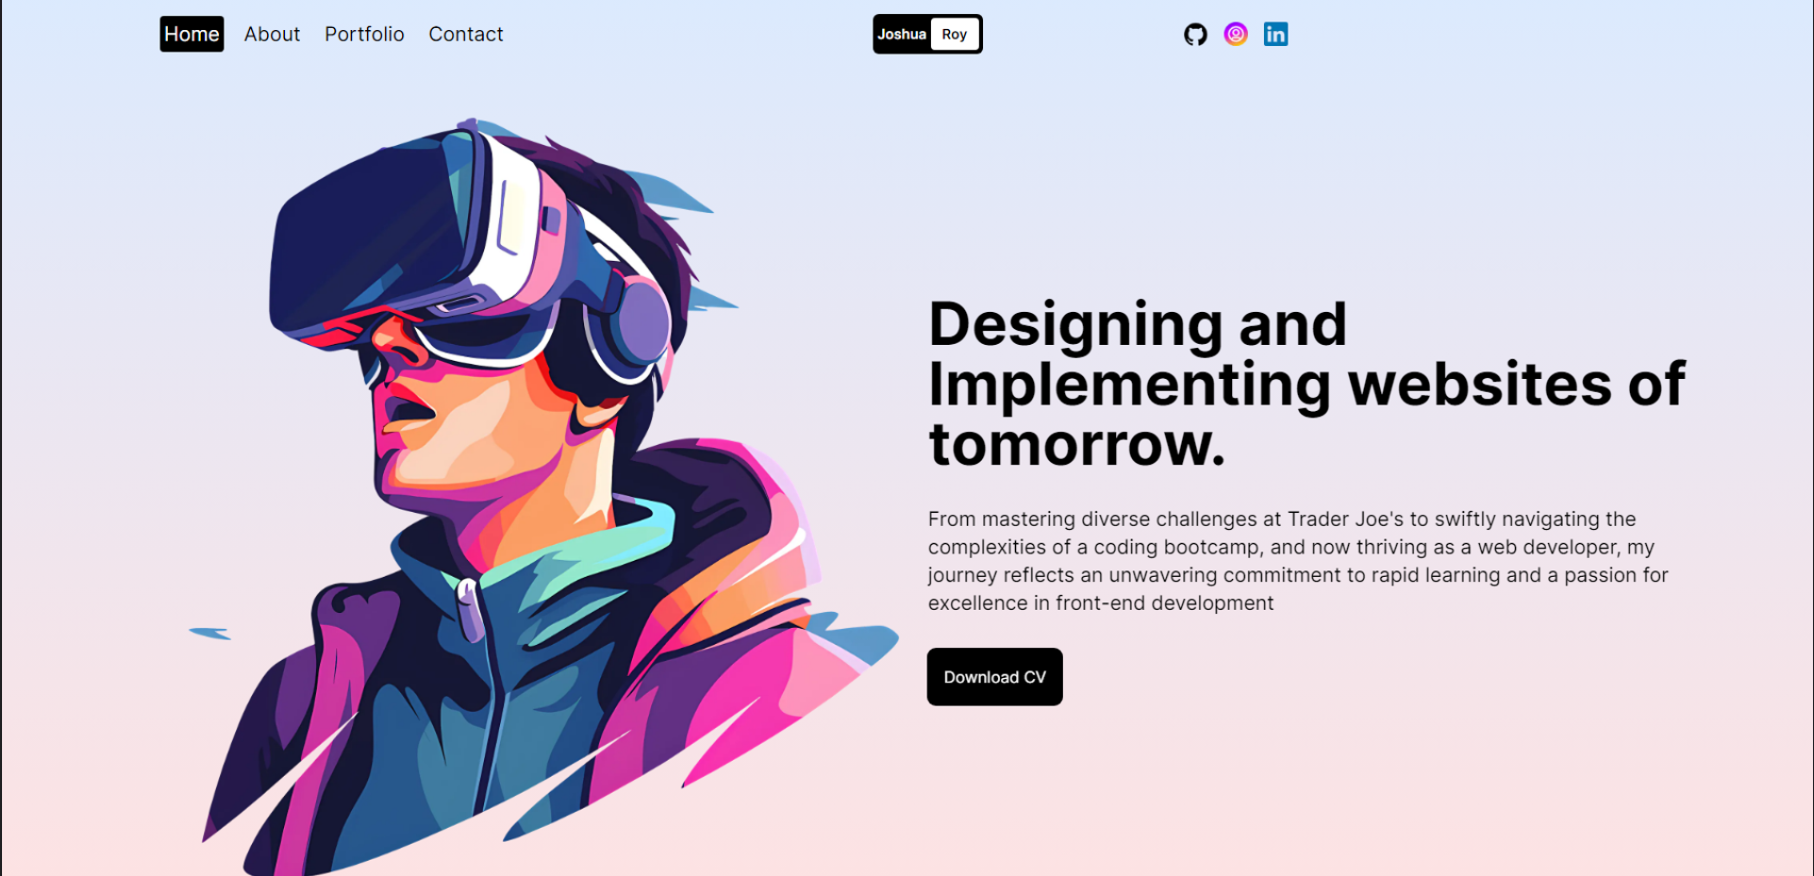 Home About Portfolio Contact
Joshua Roy
in
Designing and
Implementing websites of
tomorrow.
From mastering diverse challenges at Trader Joe's to swiftly navigating the
complexities of a coding bootcamp, and now thriving as a web developer, my
journey reflects an unwavering commitment to rapid learning and a passion for
excellence in front-end development
Download CV